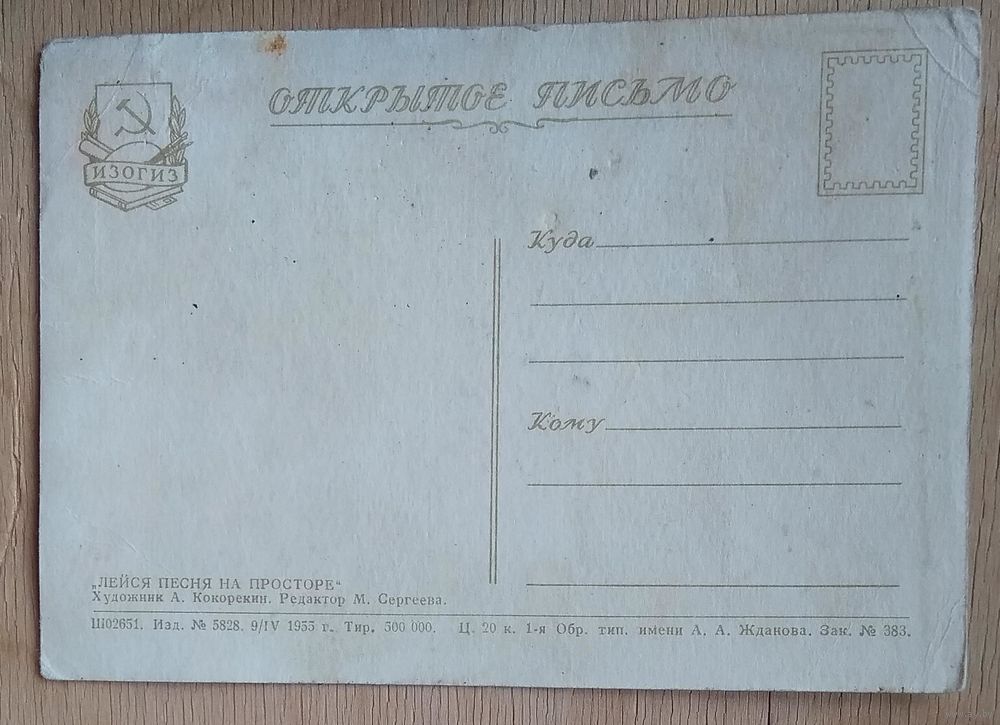 ОТКРЫТОЕ ПИСЬМО
ИЗОГИЗ
Куда
Кому
„ЛЕЙСЯ ПЕСНЯ НА ПРОСТОРЕ“
Художник А. Кокорекин. Редактор М. Сергеева.
Ш02651. Изд. № 5828. 9/IV 1955 г. Тир. 500 000. Ц. 20 к. 1-я Обр. тип. имени А. А. Жданова. Зак. № 383.